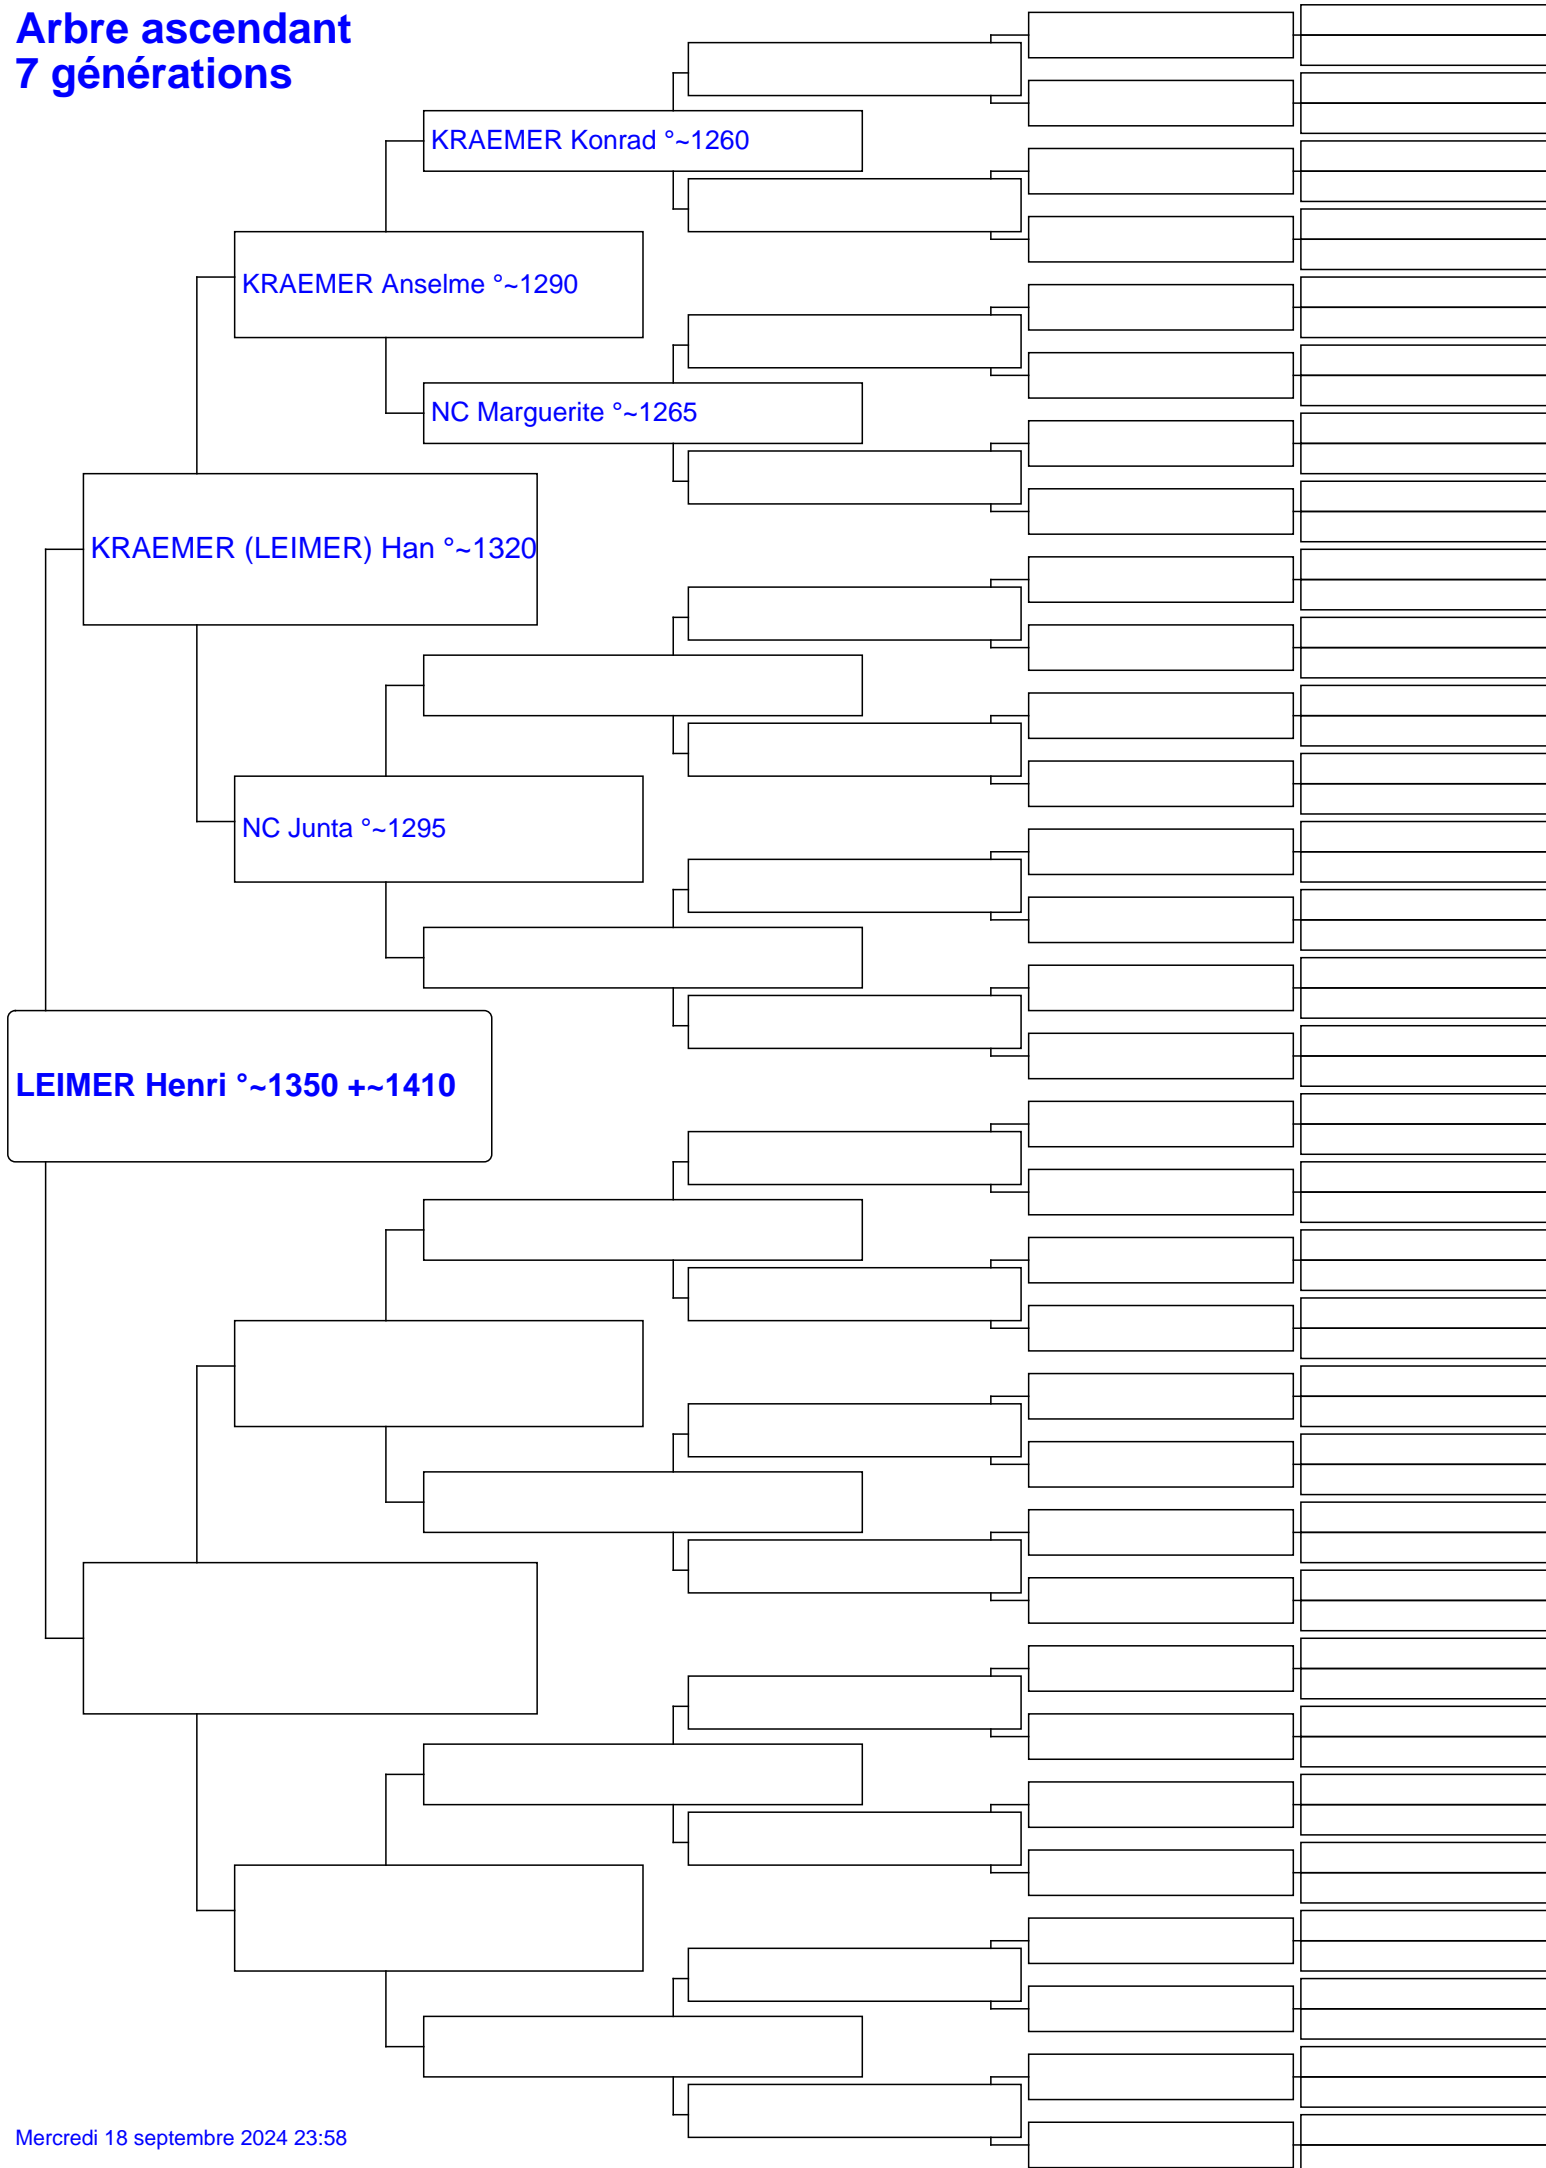 Arbre ascendant
7 générations
KRAEMER Konrad °~1260
KRAEMER Anselme °~1290
NC Marguerite °~1265
KRAEMER (LEIMER) Han °~1320
NC Junta °~1295
LEIMER Henri °~1350 +~1410
Mercredi 18 septembre 2024 23:58